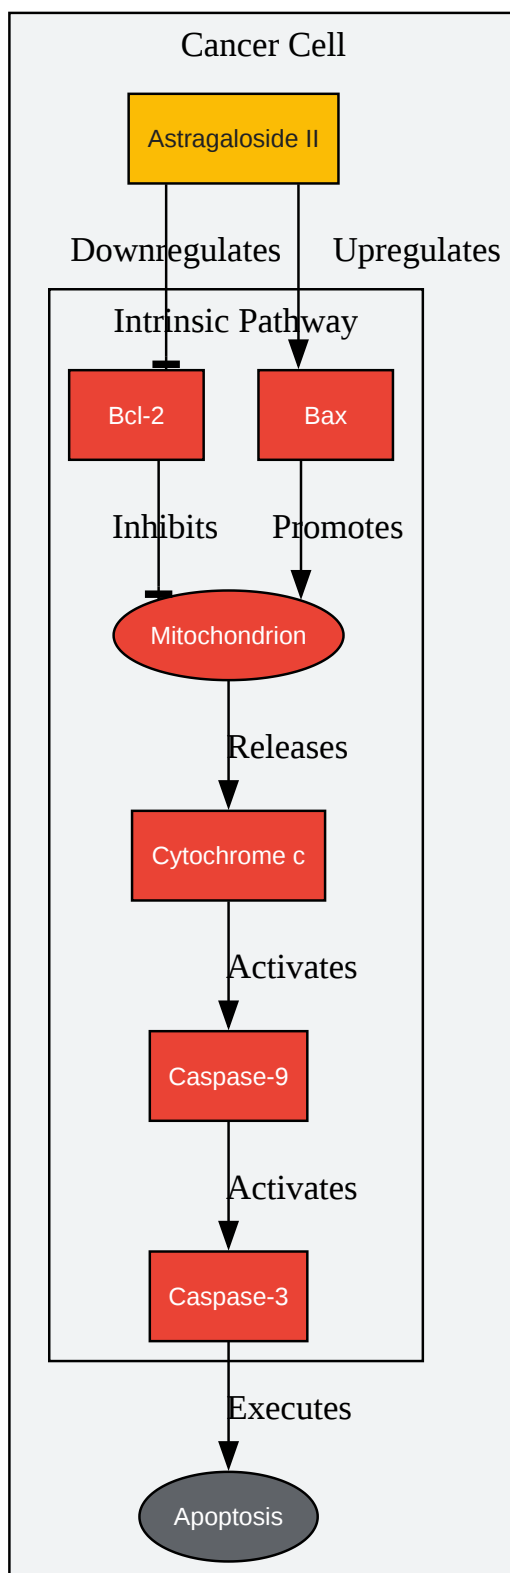 Cancer Cell
Astragaloside II
Downregulates
Upregulates
Intrinsic Pathway
Bcl-2
Bax
Inhibits
Promotes
Mitochondrion
Releases
Cytochrome c
Activates
Caspase-9
Activates
Caspase-3
Executes
Apoptosis